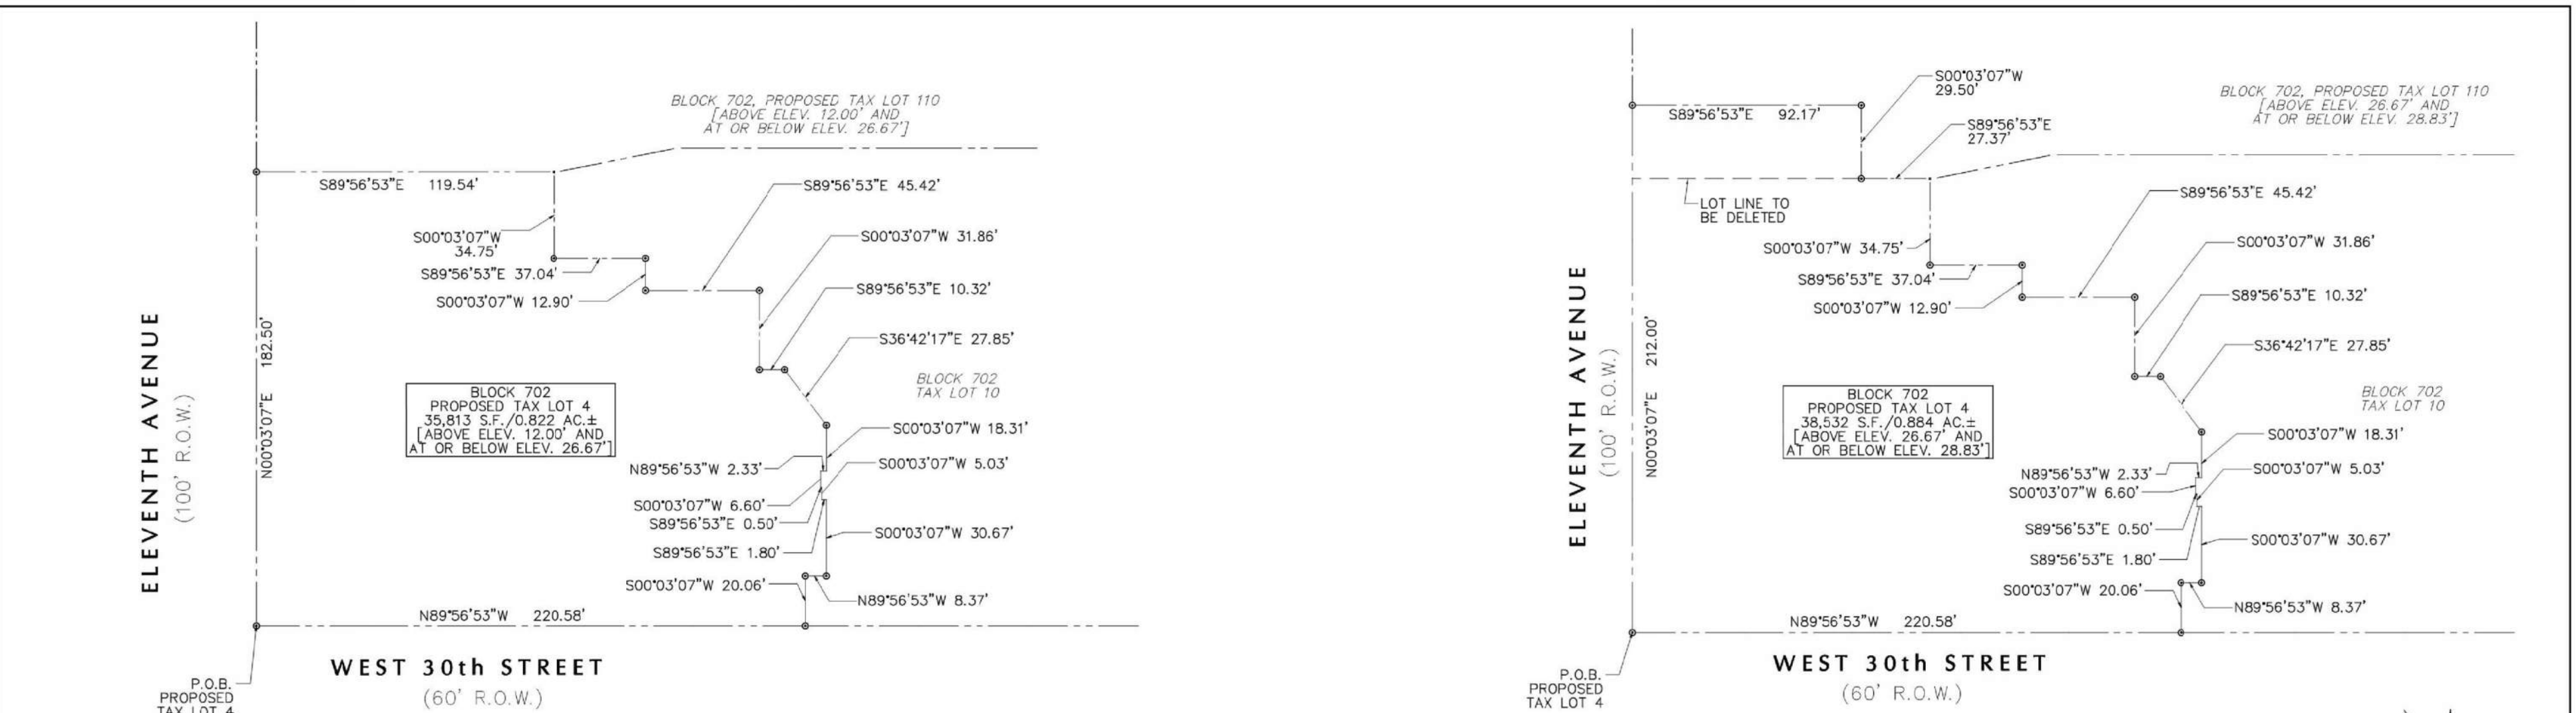 BLOCK 702, PROPOSED TAX LOT 110
[ABOVE ELEV. 12.00' AND
AT OR BELOW ELEV. 26.67']
S89°56'53"E 119.54'
S89°56'53"E 45.42'
S00°03'07"W
34.75'
S00°03'07"W 31.86'
S89°56'53"E 37.04'
S00°03'07"W 12.90'
S89°56'53"E 10.32'
S36°42'17"E 27.85'
ELEVENTH AVENUE
(100' R.O.W.)
N00°03'07"E 182.50'
BLOCK 702
TAX LOT 10
BLOCK 702
PROPOSED TAX LOT 4
35,813 S.F./0.822 AC.±
[ABOVE ELEV. 12.00' AND
AT OR BELOW ELEV. 26.67']
S00°03'07"W 18.31'
N89°56'53"W 2.33'
S00°03'07"W 5.03'
S00°03'07"W 6.60'
S89°56'53"E 0.50'
S00°03'07"W 30.67'
S89°56'53"E 1.80'
S00°03'07"W 20.06'
N89°56'53"W 8.37'
N89°56'53"W 220.58'
WEST 30th STREET
(60' R.O.W.)
P.O.B.
PROPOSED
TAX LOT 4
S00°03'07"W
29.50'
BLOCK 702, PROPOSED TAX LOT 110
[ABOVE ELEV. 26.67' AND
AT OR BELOW ELEV. 28.83']
S89°56'53"E 92.17'
S89°56'53"E
27.37'
LOT LINE TO
BE DELETED
S89°56'53"E 45.42'
S00°03'07"W 34.75'
S00°03'07"W 31.86'
S89°56'53"E 37.04'
S00°03'07"W 12.90'
S89°56'53"E 10.32'
S36°42'17"E 27.85'
ELEVENTH AVENUE
(100' R.O.W.)
N00°03'07"E 212.00'
BLOCK 702
TAX LOT 10
BLOCK 702
PROPOSED TAX LOT 4
38,532 S.F./0.884 AC.±
[ABOVE ELEV. 26.67' AND
AT OR BELOW ELEV. 28.83']
S00°03'07"W 18.31'
N89°56'53"W 2.33'
S00°03'07"W 5.03'
S00°03'07"W 6.60'
S89°56'53"E 0.50'
S00°03'07"W 30.67'
S89°56'53"E 1.80'
S00°03'07"W 20.06'
N89°56'53"W 8.37'
N89°56'53"W 220.58'
WEST 30th STREET
(60' R.O.W.)
P.O.B.
PROPOSED
TAX LOT 4